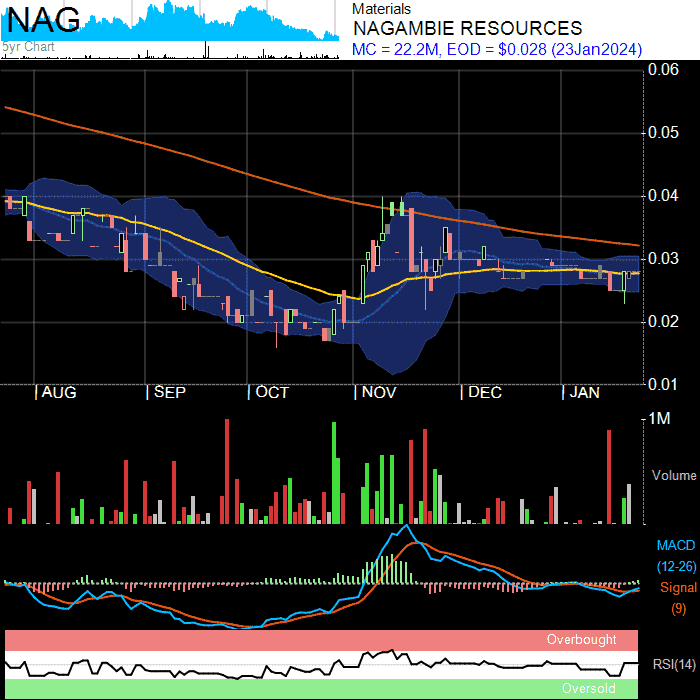 NAG
5yr Chart
Materials
NAGAMBIE RESOURCES
MC = 22.2M, EOD = $0.028 (23Jan2024)
0.06
0.05
0.04
0.03
0.02
0.01
AUG SEP OCT NOV DEC JAN
1M
Volume
MACD
(12-26)
Signal
(9)
Overbought
RSI(14)
Oversold